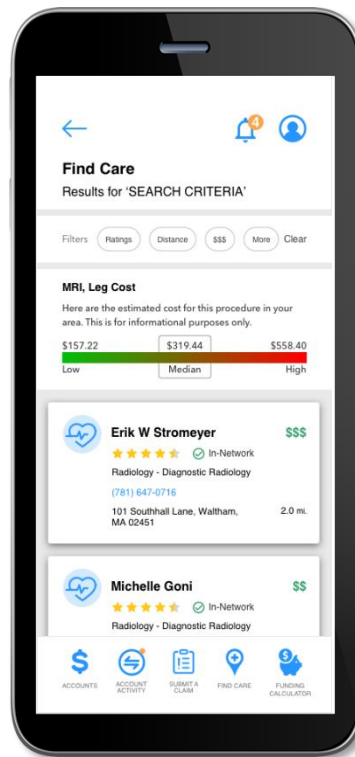 4
Find Care
Results for 'SEARCH CRITERIA'
Filters Ratings Distance $$$ More Clear
MRI, Leg Cost
Here are the estimated cost for this procedure in your
area. This is for informational purposes only.
$157.22 $319.44 $558.40
Low Median High
Erik W Stromeyer $$$
In-Network
Radiology - Diagnostic Radiology
(781) 647-0716
101 Southhall Lane, Waltham, 2.0 mi.
MA 02451
Michelle Goni $$
In-Network
Radiology - Diagnostic Radiology
ACCOUNTS ACCOUNT SUBMIT A FIND CARE FUNDING
ACTIVITY CLAIM CALCULATOR